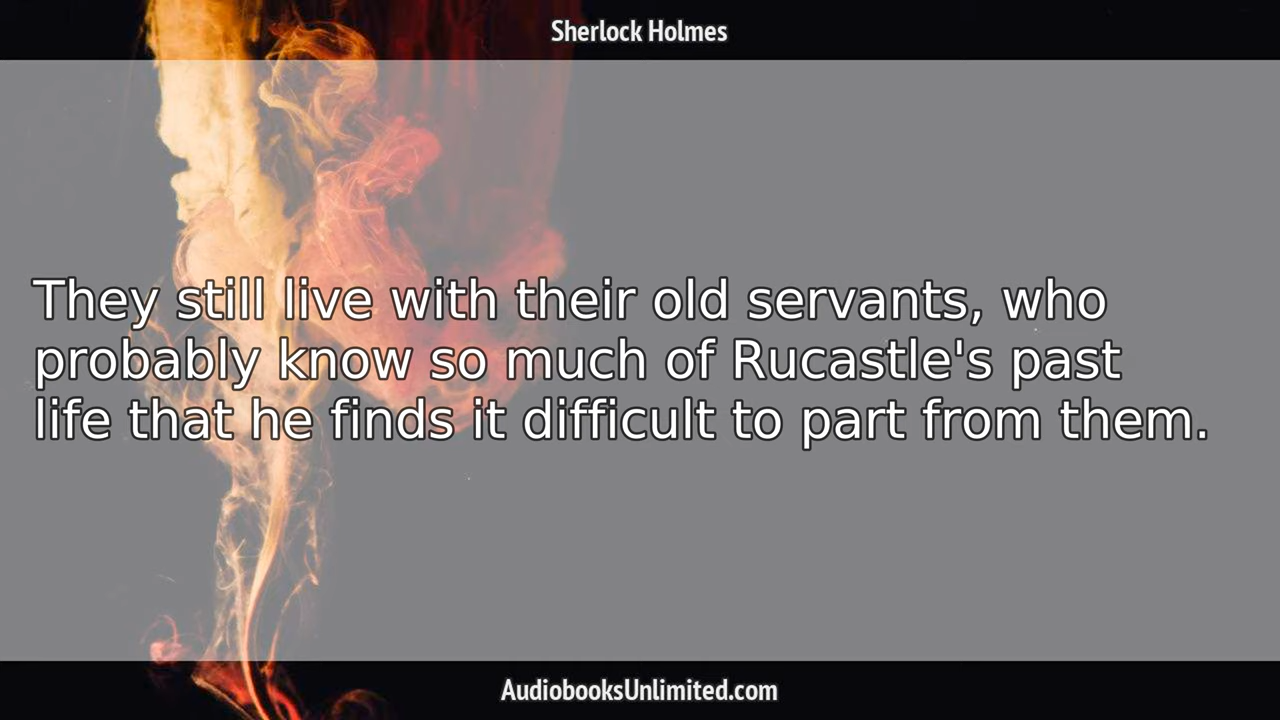 Sherlock Holmes
They still live with their old servants, who
probably know so much of Rucastle's past
life that he finds it difficult to part from them.
AudiobooksUnlimited.com